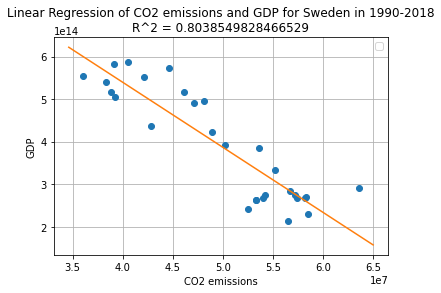 Linear Regression of CO2 emissions and GDP for Sweden in 1990-2018
R^2 = 0.8038549828466529
1e14
6
5
GDP
4
3
2
3.5 4.0 4.5 5.0 5.5 6.0 6.5
1e7
CO2 emissions